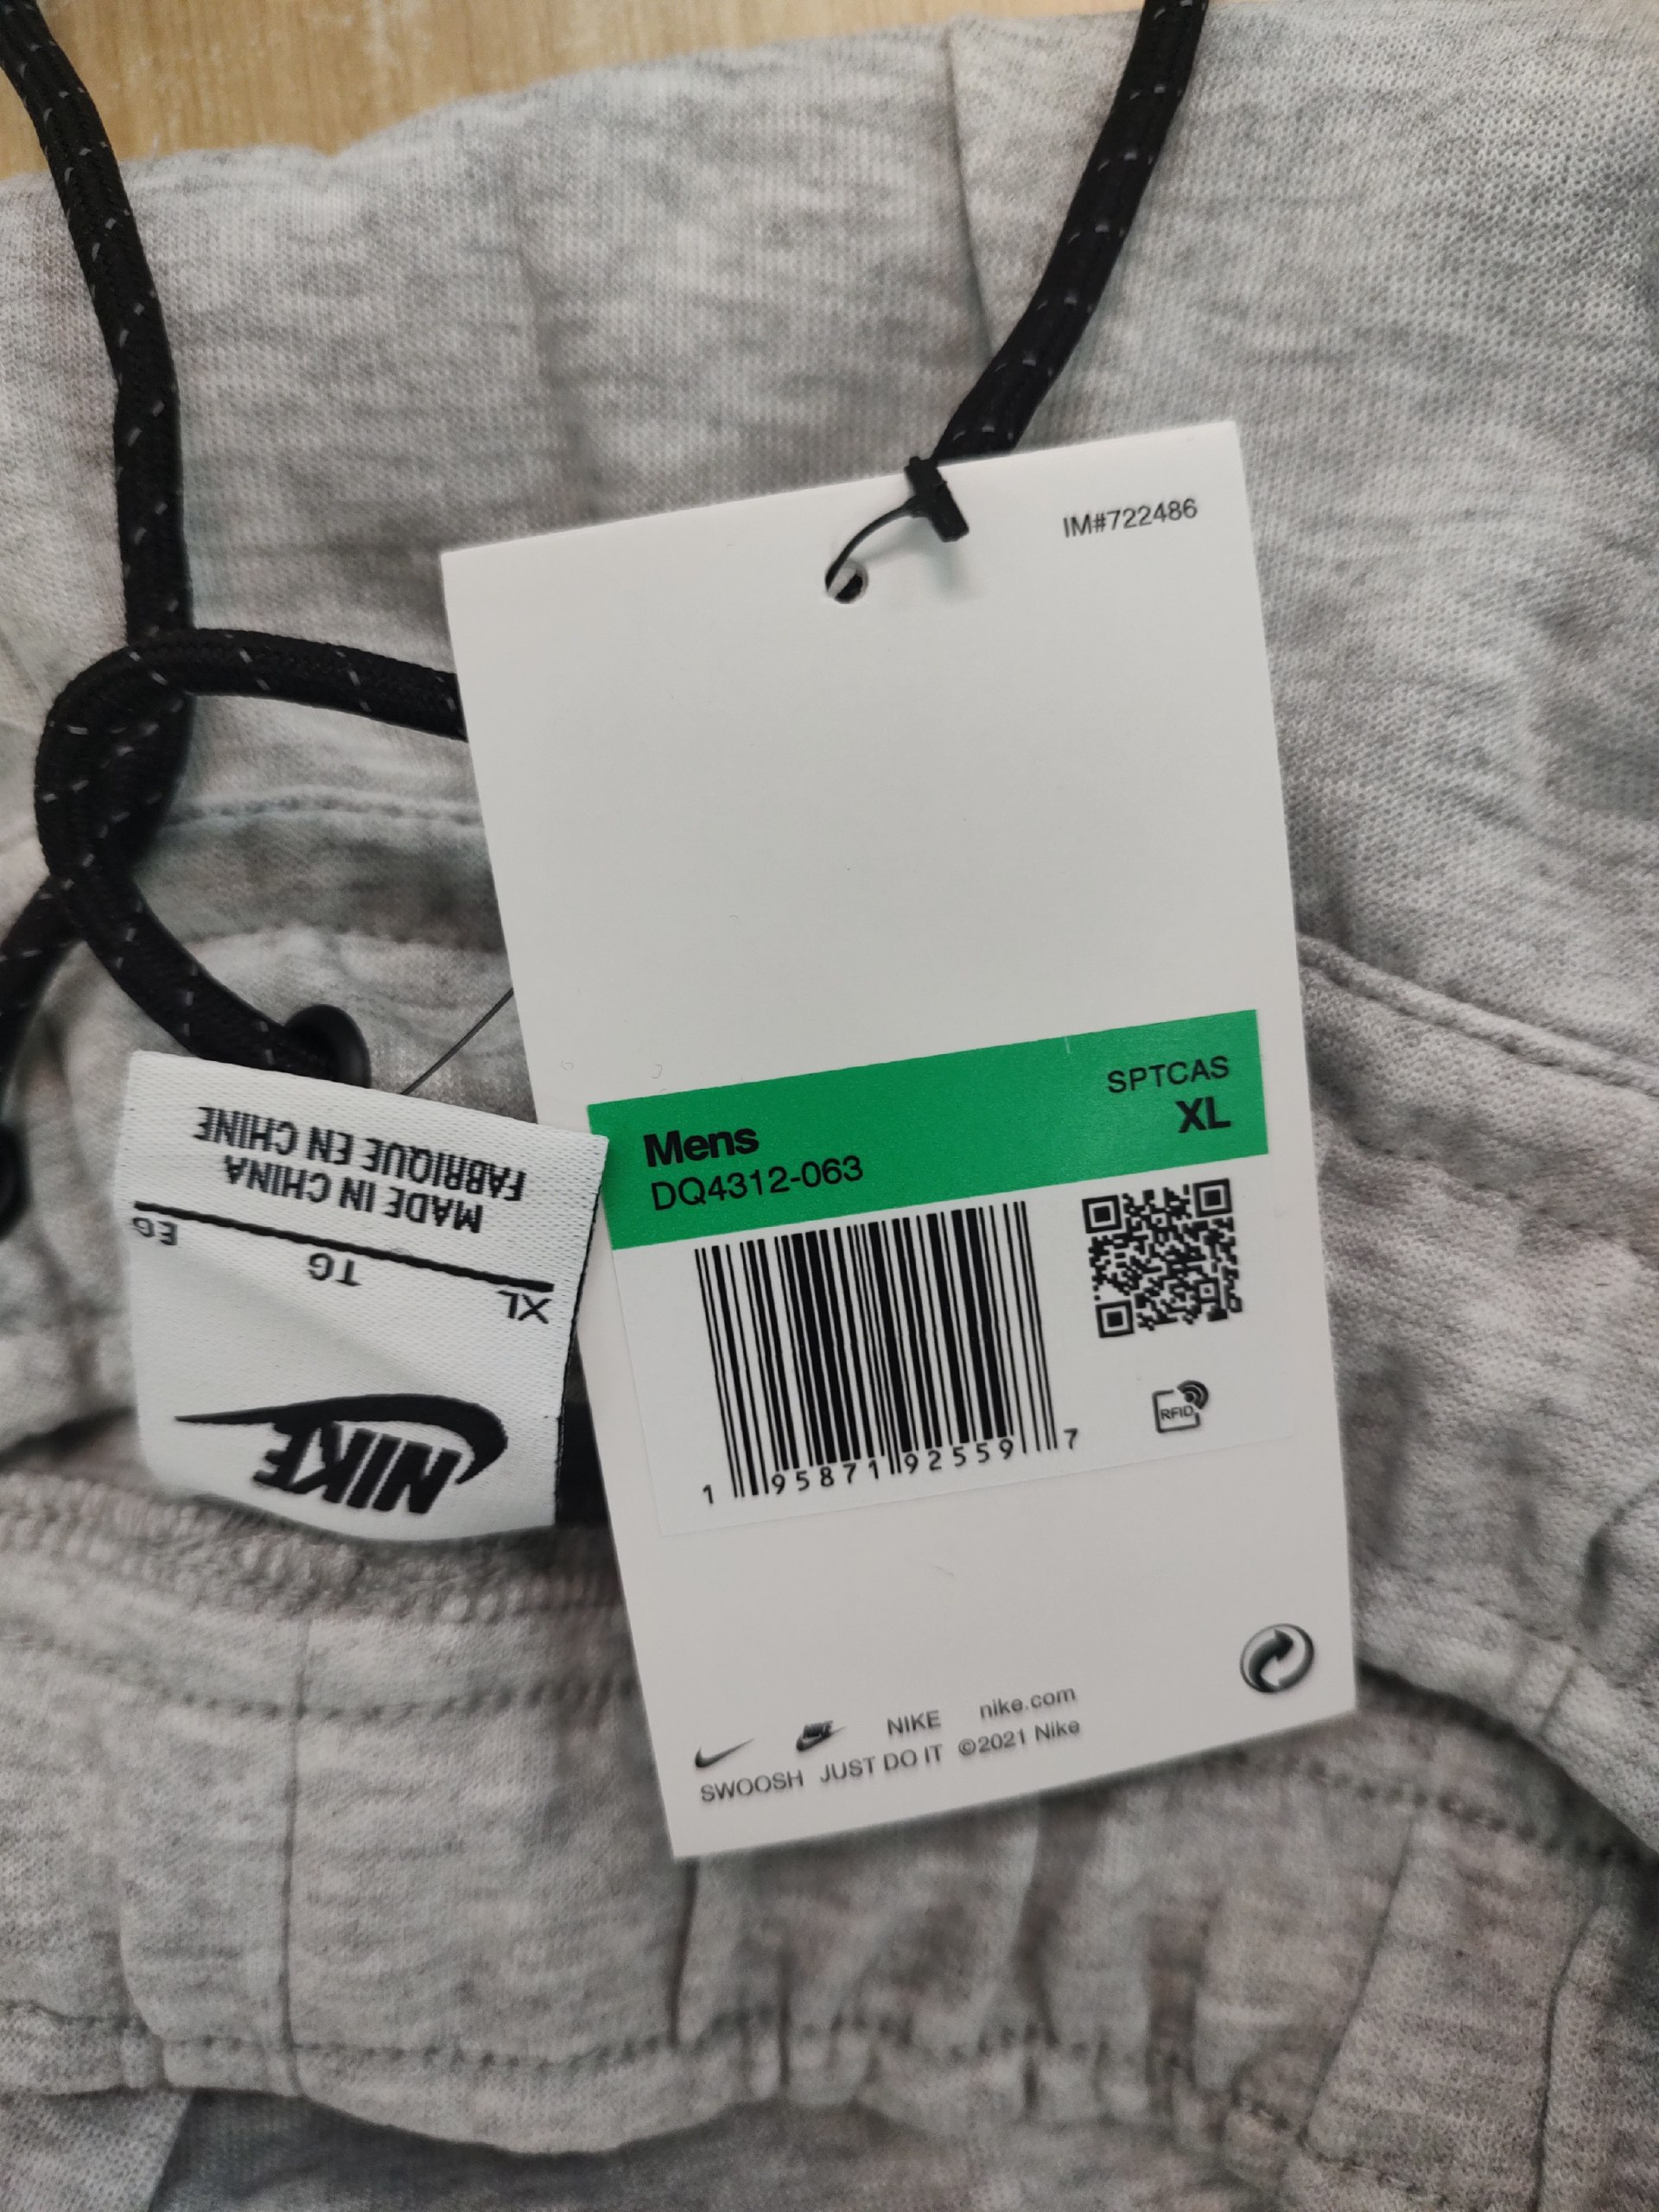 IM#722486
SPTCAS
Mens XL
DQ4312-063
1 95871 92559 7
RFID
NIKE NIKE nike.com
SWOOSH JUST DO IT ©2021 Nike
NIKE
XL TG EG
MADE IN CHINA
FABRIQUE EN CHINE